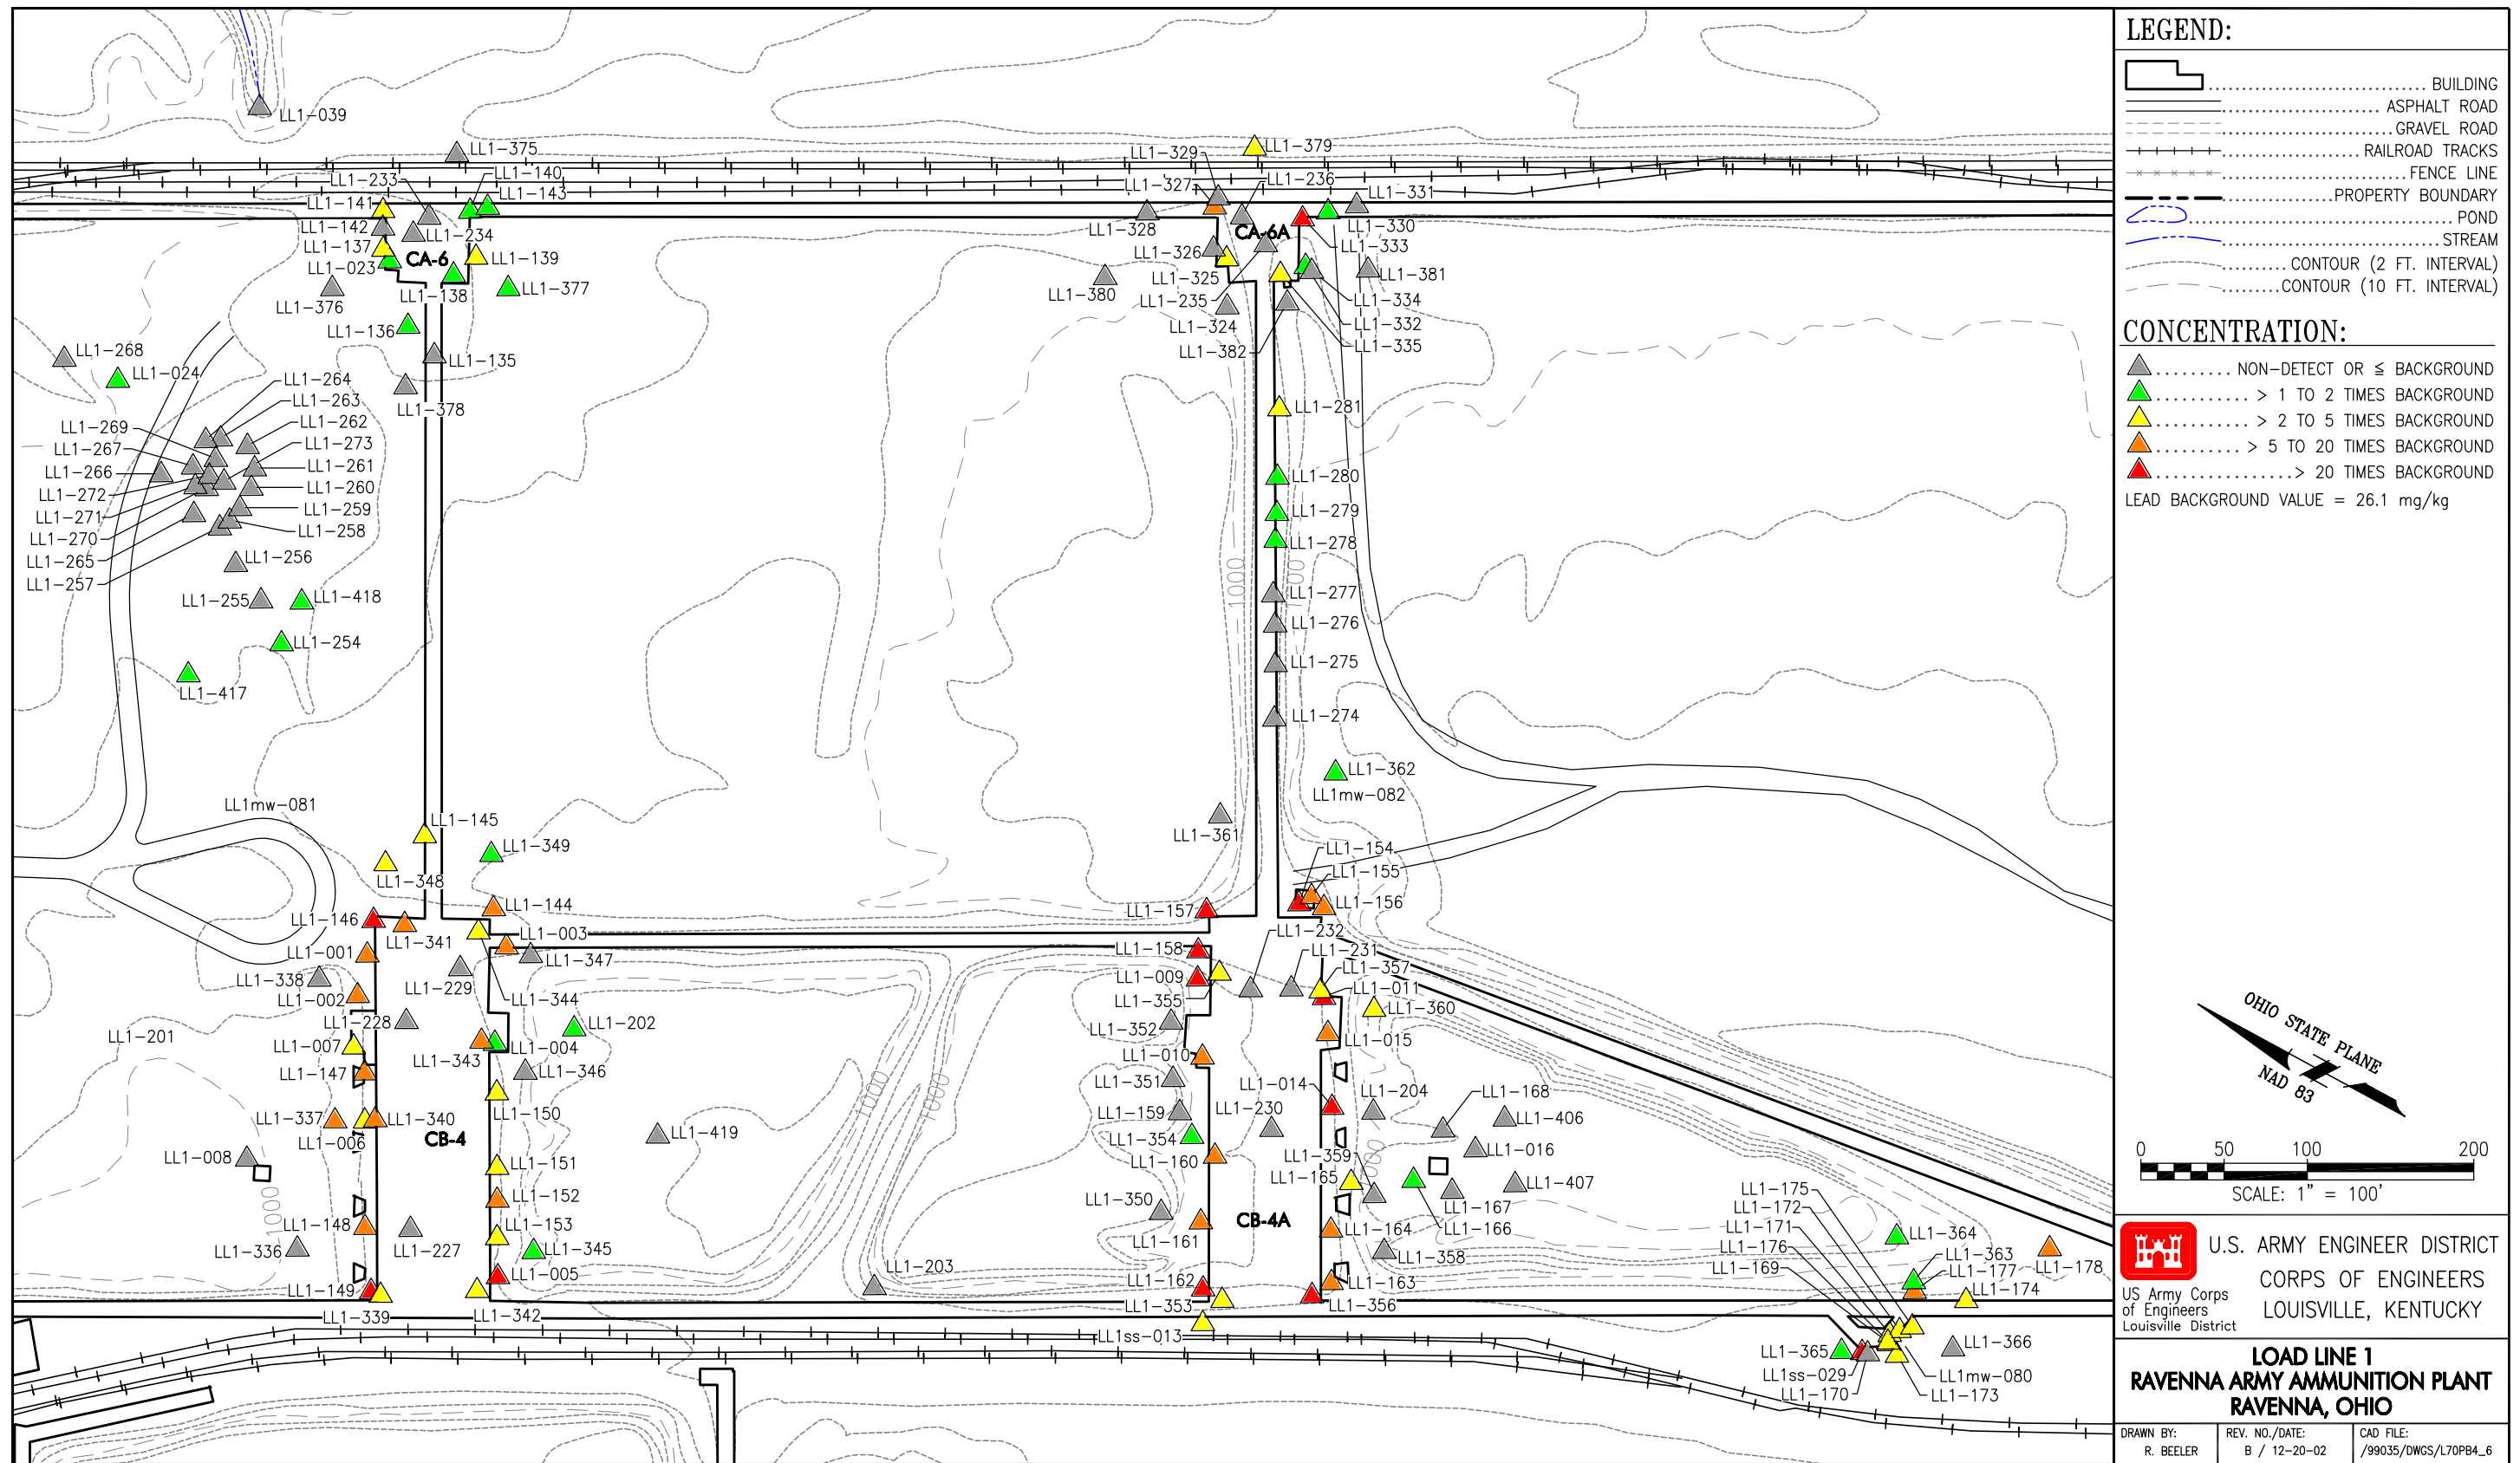 LL1-039
LL1-375
LL1-379
LL1-329
LL1-140
LL1-233
LL1-236
LL1-327
LL1-143
LL1-331
LL1-141
LL1-142
LL1-234
LL1-328
CA-6A
LL1-330
LL1-137
LL1-333
LL1-326
CA-6
LL1-139
LL1-023
LL1-325
LL1-381
LL1-138
LL1-377
LL1-380
LL1-235
LL1-334
LL1-376
LL1-324
LL1-332
LL1-136
LL1-335
LL1-268
LL1-382
LL1-135
LL1-024
LL1-264
LL1-263
LL1-378
LL1-281
LL1-262
LL1-269
LL1-273
LL1-267
LL1-261
LL1-266
LL1-280
LL1-260
LL1-272
LL1-259
LL1-279
LL1-271
LL1-258
LL1-270
LL1-278
LL1-265
LL1-256
LL1-257
1000
LL1-277
LL1-255
LL1-418
LL1-276
LL1-254
LL1-275
LL1-417
LL1-274
LL1-362
LL1mw-082
LL1mw-081
LL1-145
LL1-361
LL1-349
LL1-154
LL1-348
LL1-155
LL1-144
LL1-157
LL1-156
LL1-146
LL1-341
LL1-003
LL1-232
LL1-001
LL1-158
LL1-231
LL1-347
LL1-357
LL1-338
LL1-229
LL1-009
LL1-011
LL1-002
LL1-344
LL1-355
LL1-360
LL1-228
LL1-202
LL1-352
LL1-201
LL1-007
LL1-343
LL1-004
LL1-010
LL1-015
LL1-147
LL1-346
LL1-351
LL1-014
1000
1000
LL1-204
LL1-168
LL1-337
LL1-340
LL1-150
LL1-159
LL1-230
LL1-406
LL1-006
CB-4
LL1-419
LL1-354
LL1-016
LL1-008
LL1-151
LL1-160
LL1-359
LL1-165
LL1-407
LL1-152
LL1-350
LL1-167
LL1-175
1000
LL1-148
LL1-153
CB-4A
LL1-164
LL1-166
LL1-172
LL1-336
LL1-227
LL1-345
LL1-161
LL1-358
LL1-171
LL1-364
LL1-176
LL1-363
LL1-178
LL1-203
LL1-005
LL1-169
LL1-177
LL1-149
LL1-162
LL1-163
LL1-174
LL1-339
LL1-342
LL1-353
LL1-356
LL1ss-013
LL1-365
LL1-366
LL1ss-029
LL1mw-080
LL1-170
LL1-173
LEGEND:
BUILDING
ASPHALT ROAD
GRAVEL ROAD
RAILROAD TRACKS
FENCE LINE
PROPERTY BOUNDARY
POND
STREAM
CONTOUR (2 FT. INTERVAL)
CONTOUR (10 FT. INTERVAL)
CONCENTRATION:
NON-DETECT OR ≤ BACKGROUND
> 1 TO 2 TIMES BACKGROUND
> 2 TO 5 TIMES BACKGROUND
> 5 TO 20 TIMES BACKGROUND
> 20 TIMES BACKGROUND
LEAD BACKGROUND VALUE = 26.1 mg/kg
OHIO STATE PLANE
NAD 83
0 50 100 200
SCALE: 1" = 100'
US Army Corps
of Engineers
Louisville District
U.S. ARMY ENGINEER DISTRICT
CORPS OF ENGINEERS
LOUISVILLE, KENTUCKY
LOAD LINE 1
RAVENNA ARMY AMMUNITION PLANT
RAVENNA, OHIO
DRAWN BY:
R. BEELER
REV. NO./DATE:
B / 12-20-02
CAD FILE:
/99035/DWGS/L70PB4_6